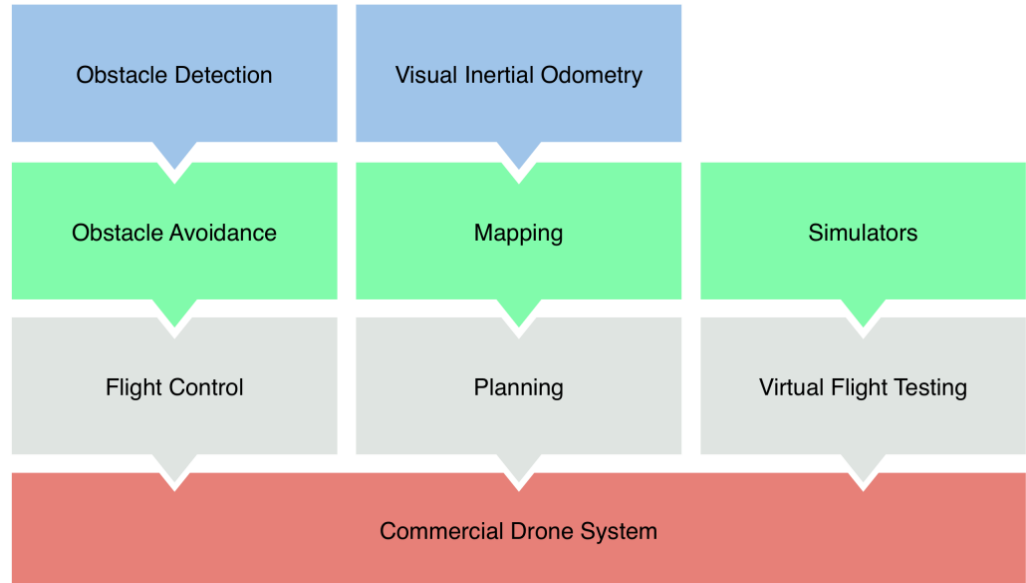 Obstacle Detection
Visual Inertial Odometry
Obstacle Avoidance
Mapping
Simulators
Flight Control
Planning
Virtual Flight Testing
Commercial Drone System